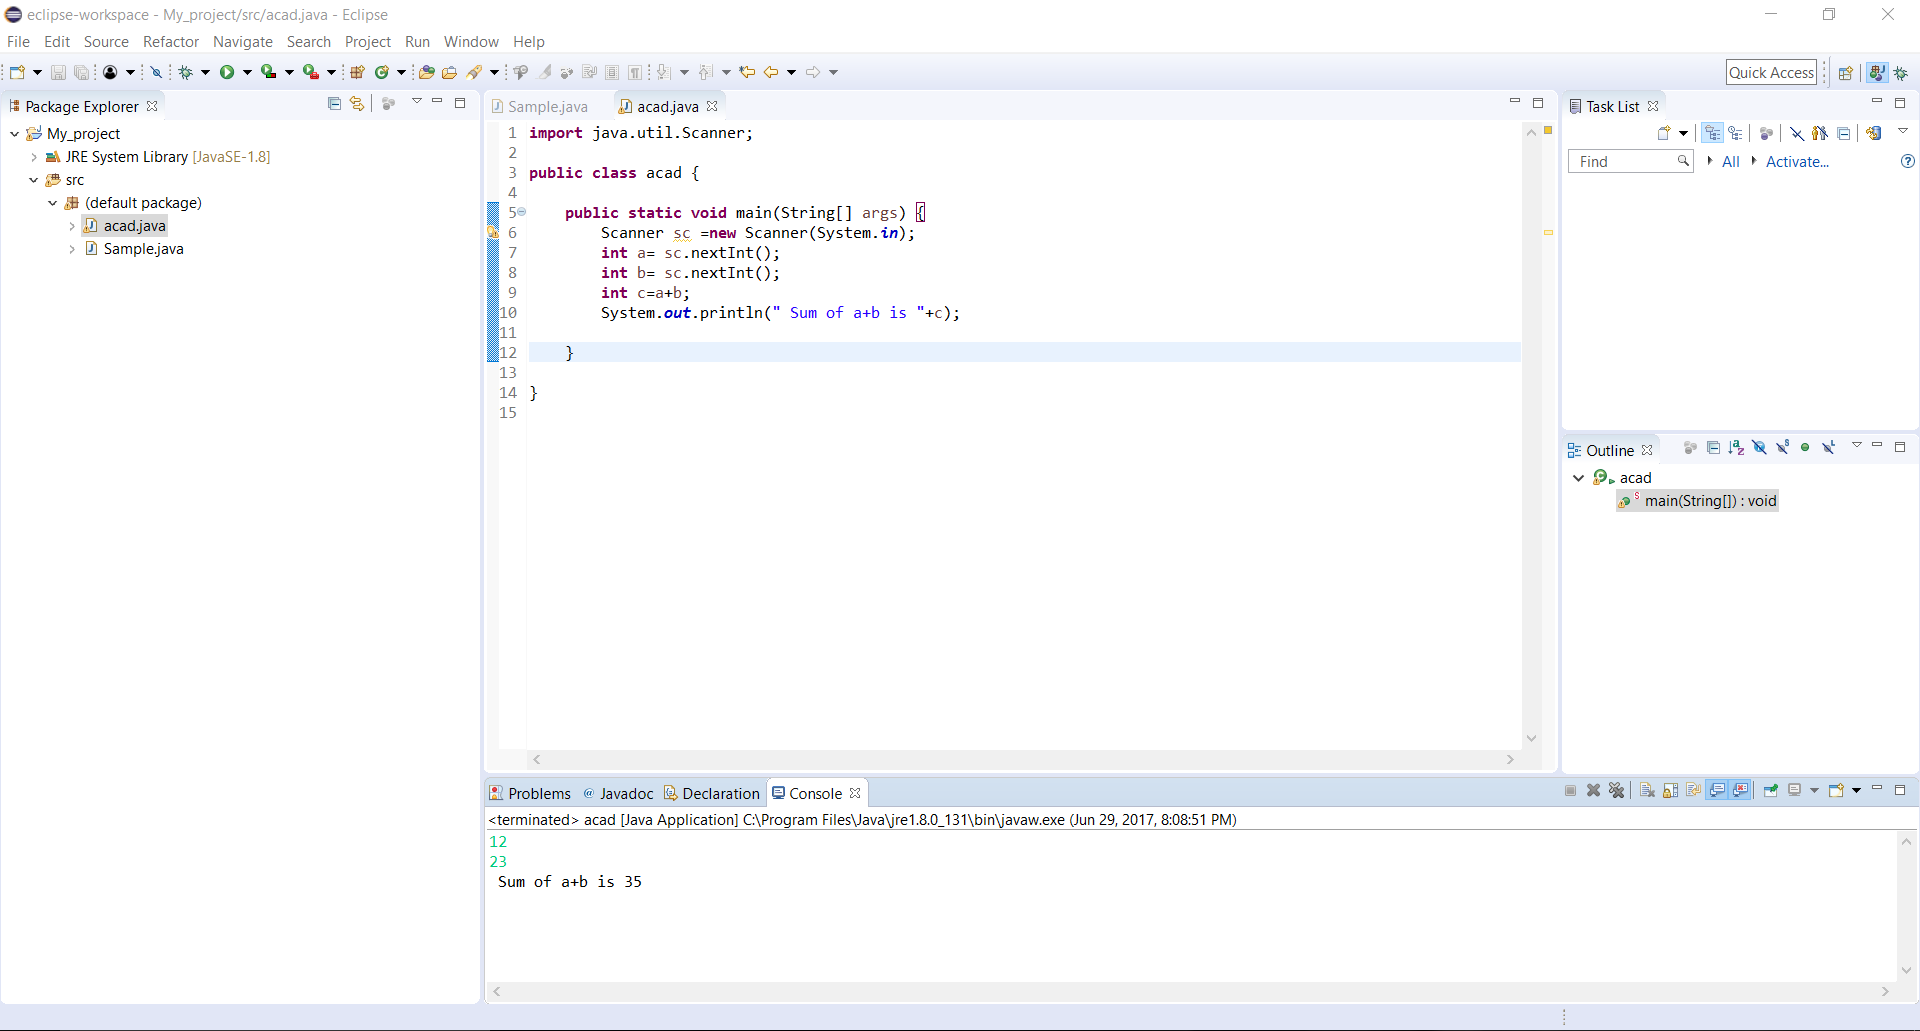 eclipse-workspace - My_project/src/acad.java - Eclipse
File Edit Source Refactor Navigate Search Project Run Window Help
Quick Access
Package Explorer
My_project
JRE System Library [JavaSE-1.8]
src
(default package)
acad.java
Sample.java
Sample.java acad.java
1 import java.util.Scanner;
2
3 public class acad {
4
5 public static void main(String[] args) {
6 Scanner sc =new Scanner(System.in);
7 int a= sc.nextInt();
8 int b= sc.nextInt();
9 int c=a+b;
10 System.out.println(" Sum of a+b is "+c);
11
12 }
13
14 }
15
Task List
Find All Activate...
Outline
acad
main(String[]) : void
Problems @ Javadoc Declaration Console
<terminated> acad [Java Application] C:\Program Files\Java\jre1.8.0_131\bin\javaw.exe (Jun 29, 2017, 8:08:51 PM)
12
23
Sum of a+b is 35